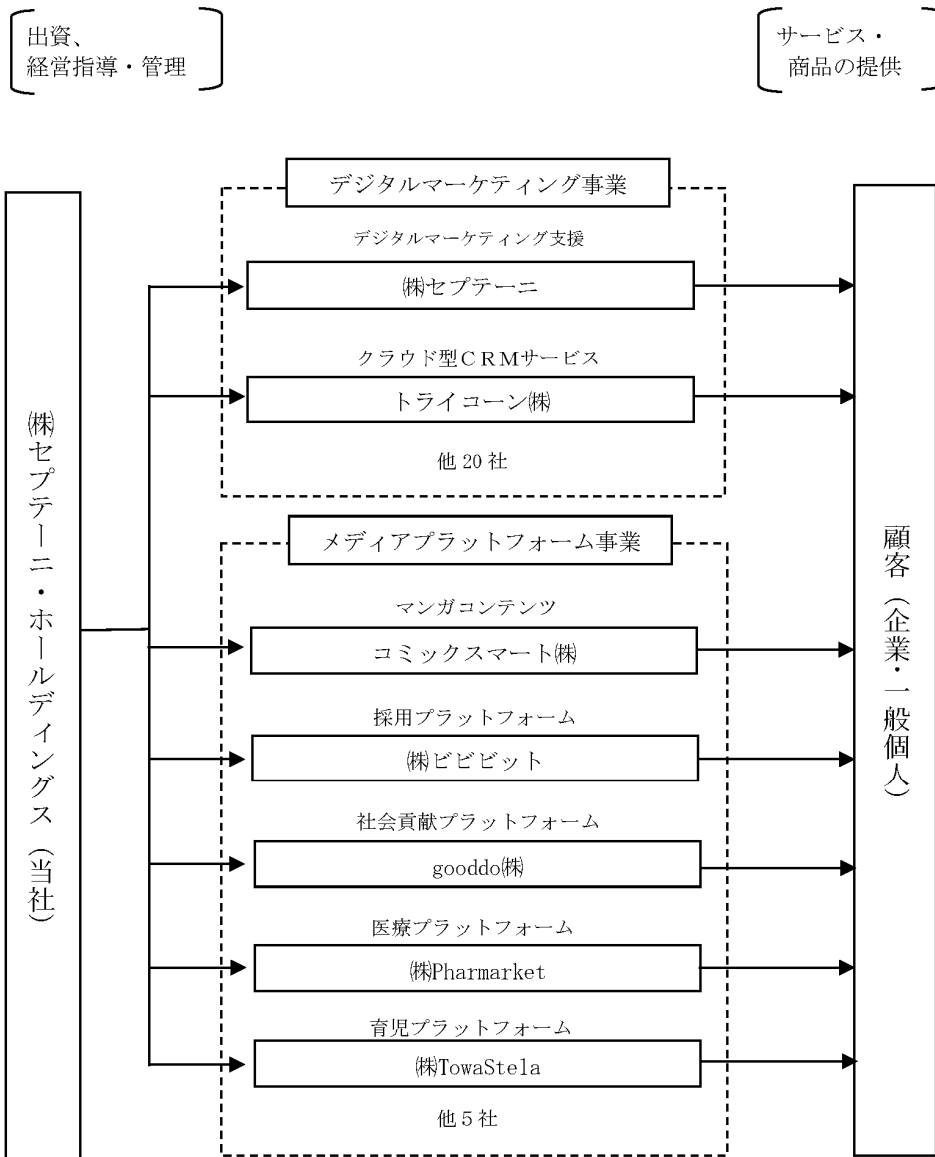 出資、
経営指導・管理
サービス・
商品の提供
デジタルマーケティング事業
デジタルマーケティング支援
㈱セプテーニ
クラウド型ＣＲＭサービス
トライコーン㈱
他 20 社
メディアプラットフォーム事業
マンガコンテンツ
コミックスマート㈱
採用プラットフォーム
㈱ビビビット
社会貢献プラットフォーム
gooddo㈱
医療プラットフォーム
㈱Pharmarket
育児プラットフォーム
㈱TowaStela
他５社
㈱セプテーニ・ホールディングス（当社）
顧客（企業・一般個人）